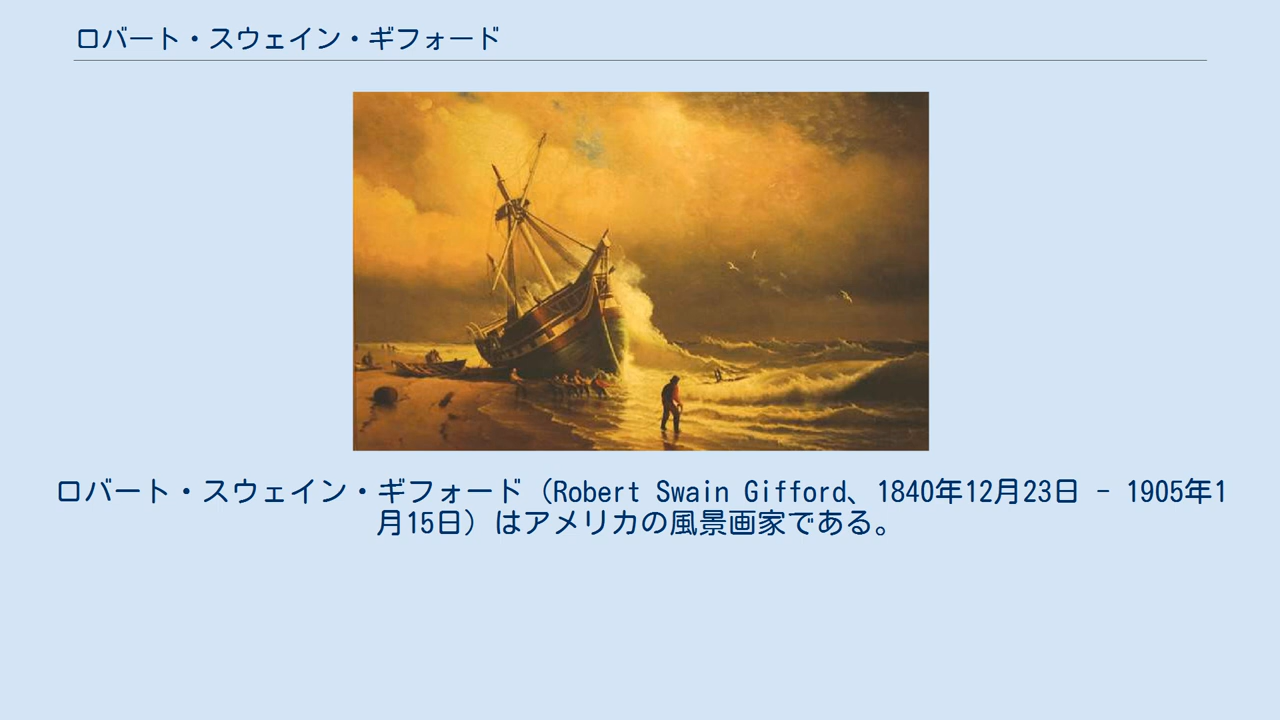 ロバート・スウェイン・ギフォード
ロバート・スウェイン・ギフォード（Robert Swain Gifford、1840年12月23日 - 1905年1
月15日）はアメリカの風景画家である。